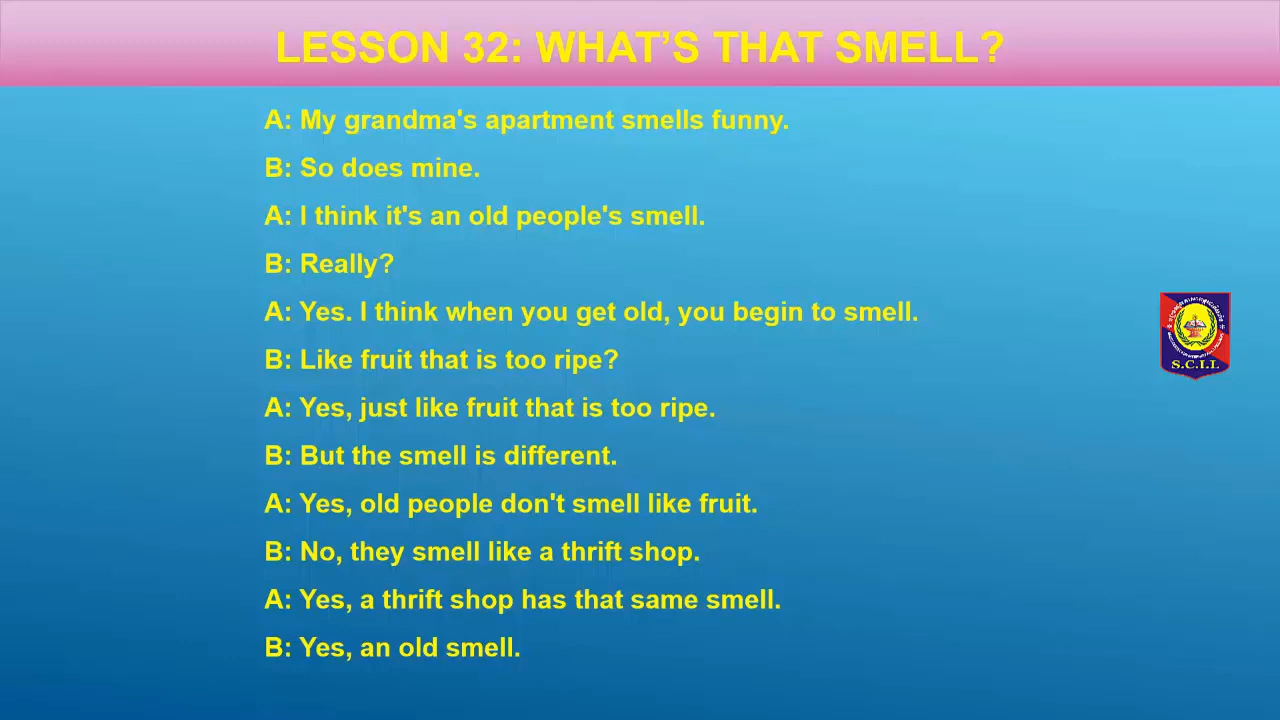 LESSON 32: WHAT’S THAT SMELL?
A: My grandma's apartment smells funny.
B: So does mine.
A: I think it's an old people's smell.
B: Really?
A: Yes. I think when you get old, you begin to smell.
B: Like fruit that is too ripe?
A: Yes, just like fruit that is too ripe.
B: But the smell is different.
A: Yes, old people don't smell like fruit.
B: No, they smell like a thrift shop.
A: Yes, a thrift shop has that same smell.
B: Yes, an old smell.
S.C.I.L